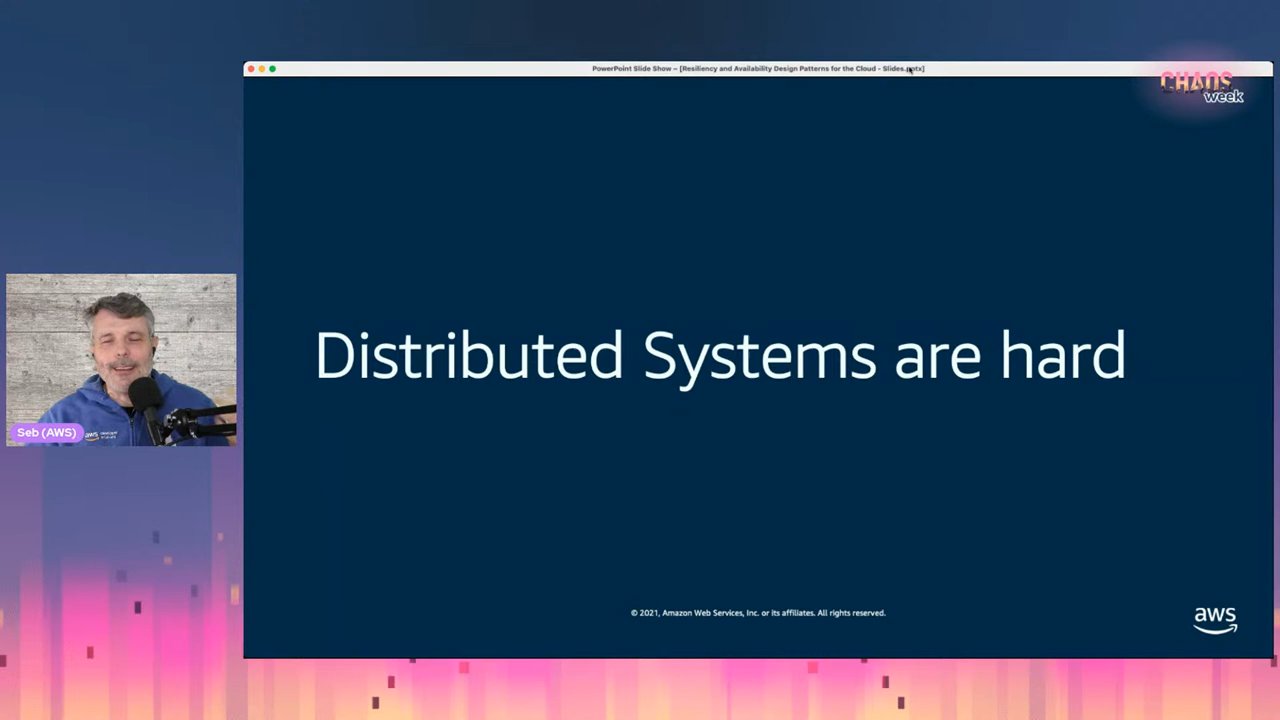 PowerPoint Slide Show – [Resiliency and Availability Design Patterns for the Cloud - Slides.pptx]
CHAOS
week
Distributed Systems are hard
Seb (AWS)
aws
© 2021, Amazon Web Services, Inc. or its affiliates. All rights reserved.
aws